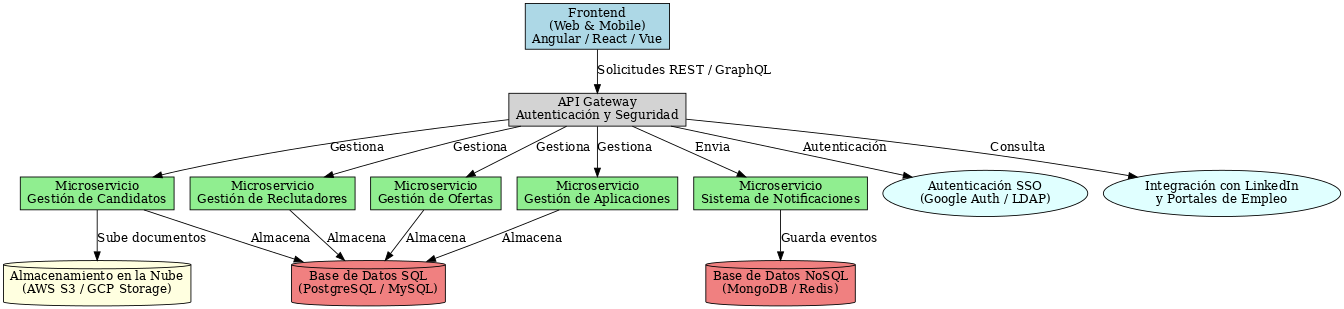 Frontend
(Web & Mobile)
Angular / React / Vue
Solicitudes REST / GraphQL
API Gateway
Autenticación y Seguridad
Gestiona
Gestiona
Gestiona
Gestiona
Envia
Autenticación
Consulta
Microservicio
Gestión de Candidatos
Microservicio
Gestión de Reclutadores
Microservicio
Gestión de Ofertas
Microservicio
Gestión de Aplicaciones
Microservicio
Sistema de Notificaciones
Autenticación SSO
(Google Auth / LDAP)
Integración con LinkedIn
y Portales de Empleo
Sube documentos
Almacena
Almacena
Almacena
Almacena
Guarda eventos
Almacenamiento en la Nube
(AWS S3 / GCP Storage)
Base de Datos SQL
(PostgreSQL / MySQL)
Base de Datos NoSQL
(MongoDB / Redis)